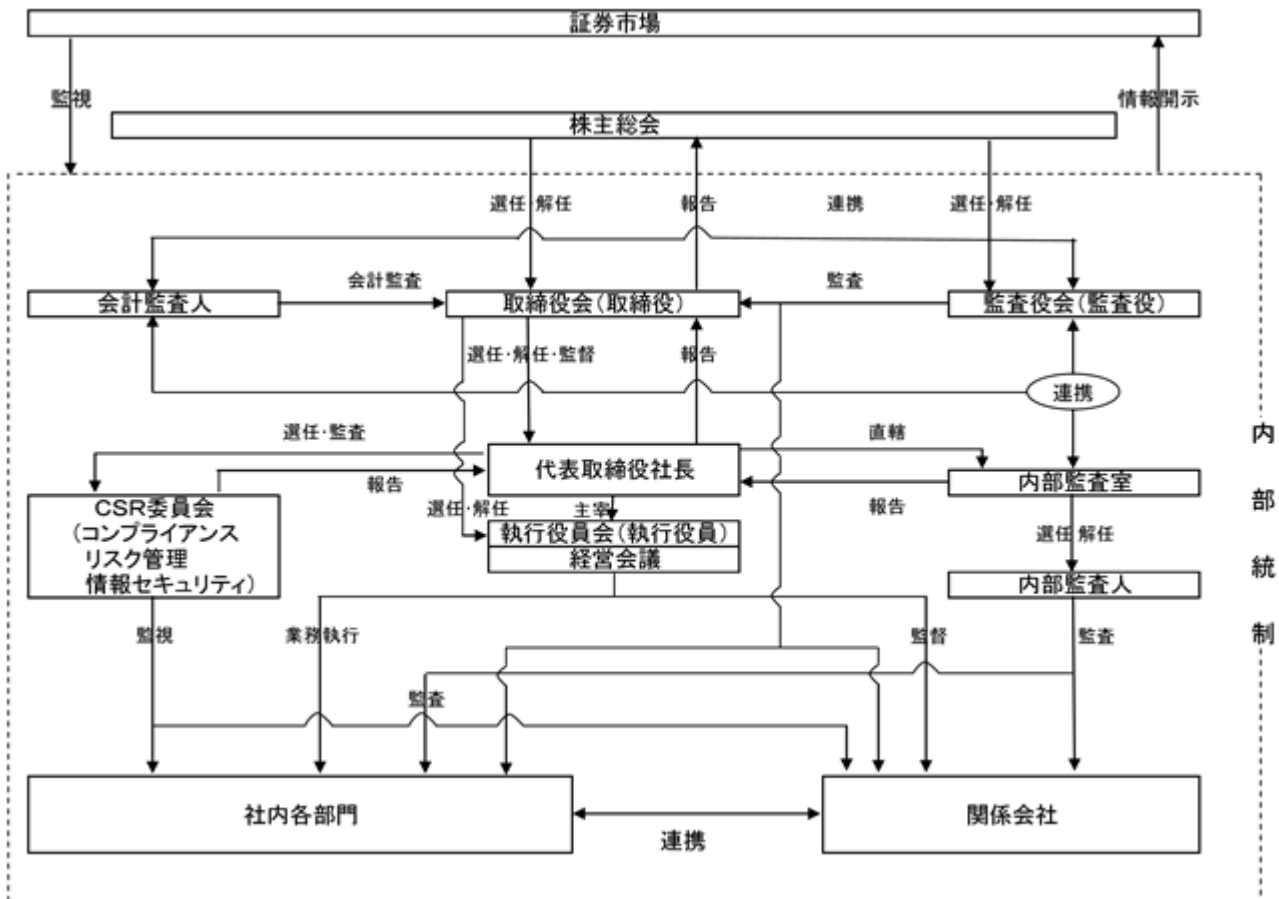 証券市場
監視
情報開示
株主総会
選任・解任
報告
連携
選任・解任
会計監査
監査
会計監査人
取締役会(取締役)
監査役会(監査役)
選任・解任・監督
報告
連携
選任・監査
直轄
代表取締役社長
内部監査室
報告
報告
CSR委員会
(コンプライアンス
リスク管理
情報セキュリティ)
選任・解任
主宰
執行役員会(執行役員)
経営会議
選任 解任
内部監査人
内部統制
監視
業務執行
監督
監査
監査
社内各部門
連携
関係会社